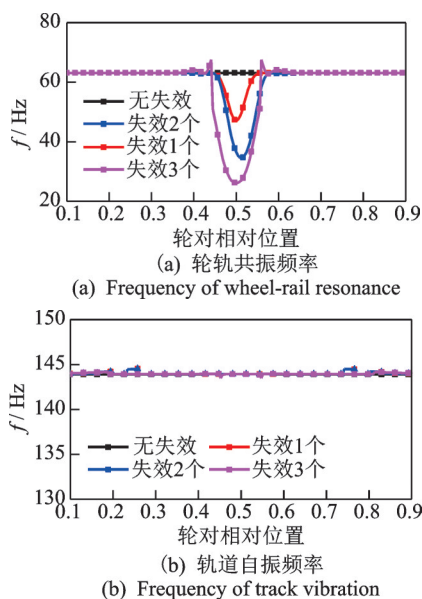 80
60
40
20
f / Hz
无失效
失效2个
失效1个
失效3个
0.1 0.2 0.3 0.4 0.5 0.6 0.7 0.8 0.9
轮对相对位置
(a) 轮轨共振频率
(a) Frequency of wheel-rail resonance
150
145
142
135
130
f / Hz
无失效 失效1个
失效2个 失效3个
0.1 0.2 0.3 0.4 0.5 0.6 0.7 0.8 0.9
轮对相对位置
(b) 轨道自振频率
(b) Frequency of track vibration